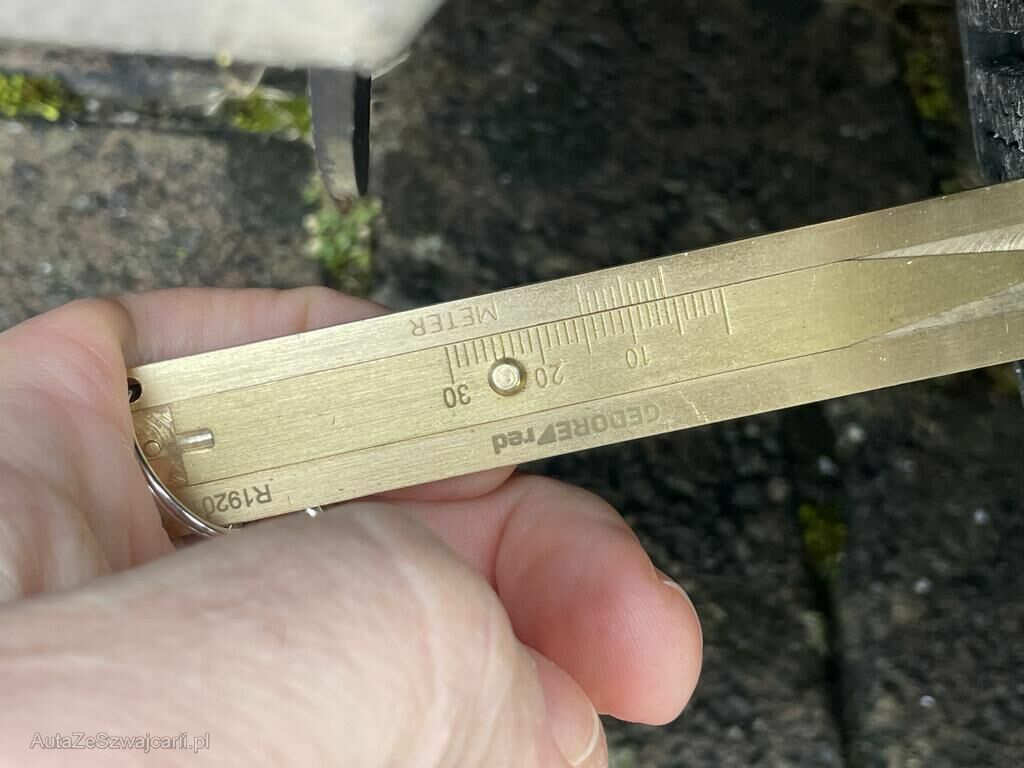 METER
30 20 10
GEDORE red
R1920
AutaZeSzwajcarii.pl